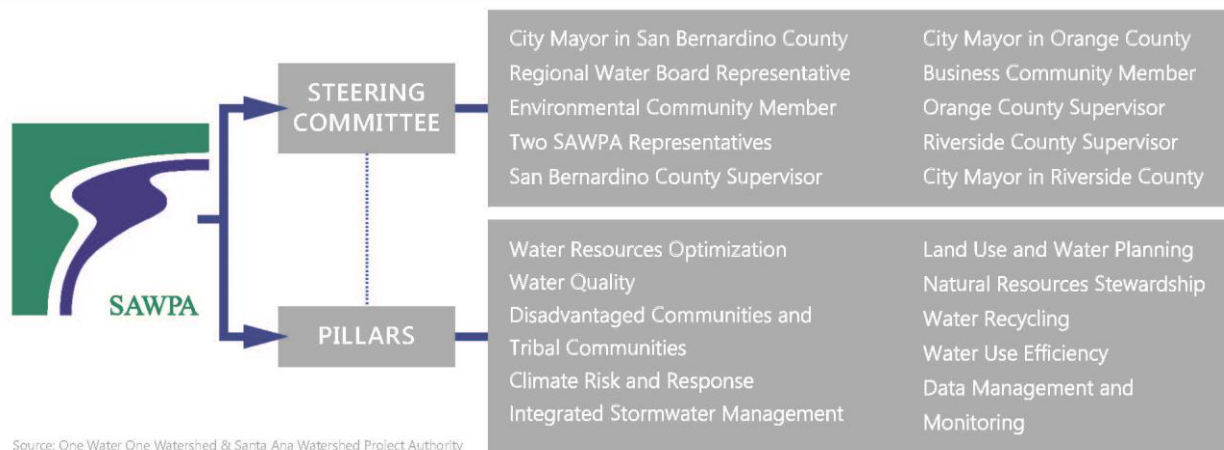 SAWPA
STEERING
COMMITTEE
City Mayor in San Bernardino County
Regional Water Board Representative
Environmental Community Member
Two SAWPA Representatives
San Bernardino County Supervisor
City Mayor in Orange County
Business Community Member
Orange County Supervisor
Riverside County Supervisor
City Mayor in Riverside County
PILLARS
Water Resources Optimization
Water Quality
Disadvantaged Communities and
Tribal Communities
Climate Risk and Response
Integrated Stormwater Management
Land Use and Water Planning
Natural Resources Stewardship
Water Recycling
Water Use Efficiency
Data Management and
Monitoring
Source: One Water One Watershed & Santa Ana Watershed Project Authority